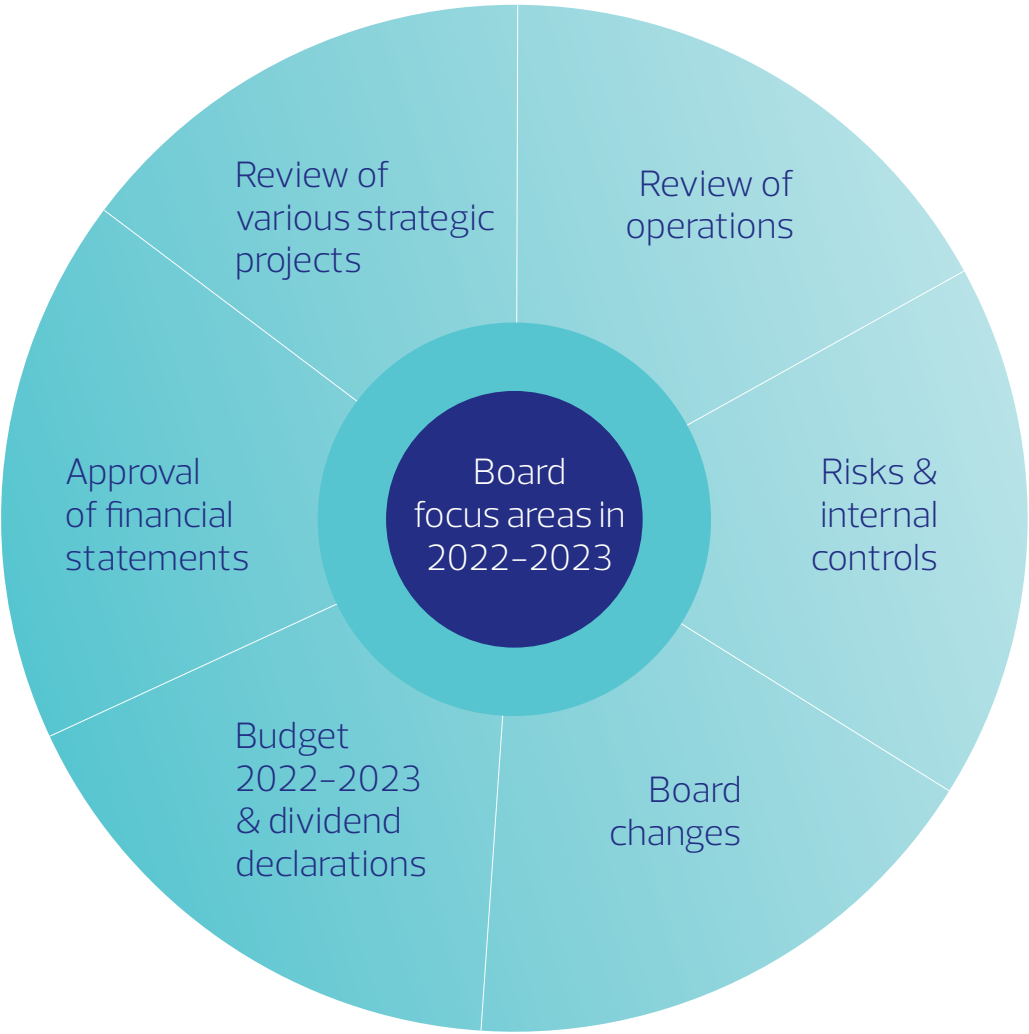 Review of
various strategic
projects
Review of
operations
Approval
of financial
statements
Board
focus areas in
2022–2023
Risks &
internal
controls
Budget
2022–2023
& dividend
declarations
Board
changes